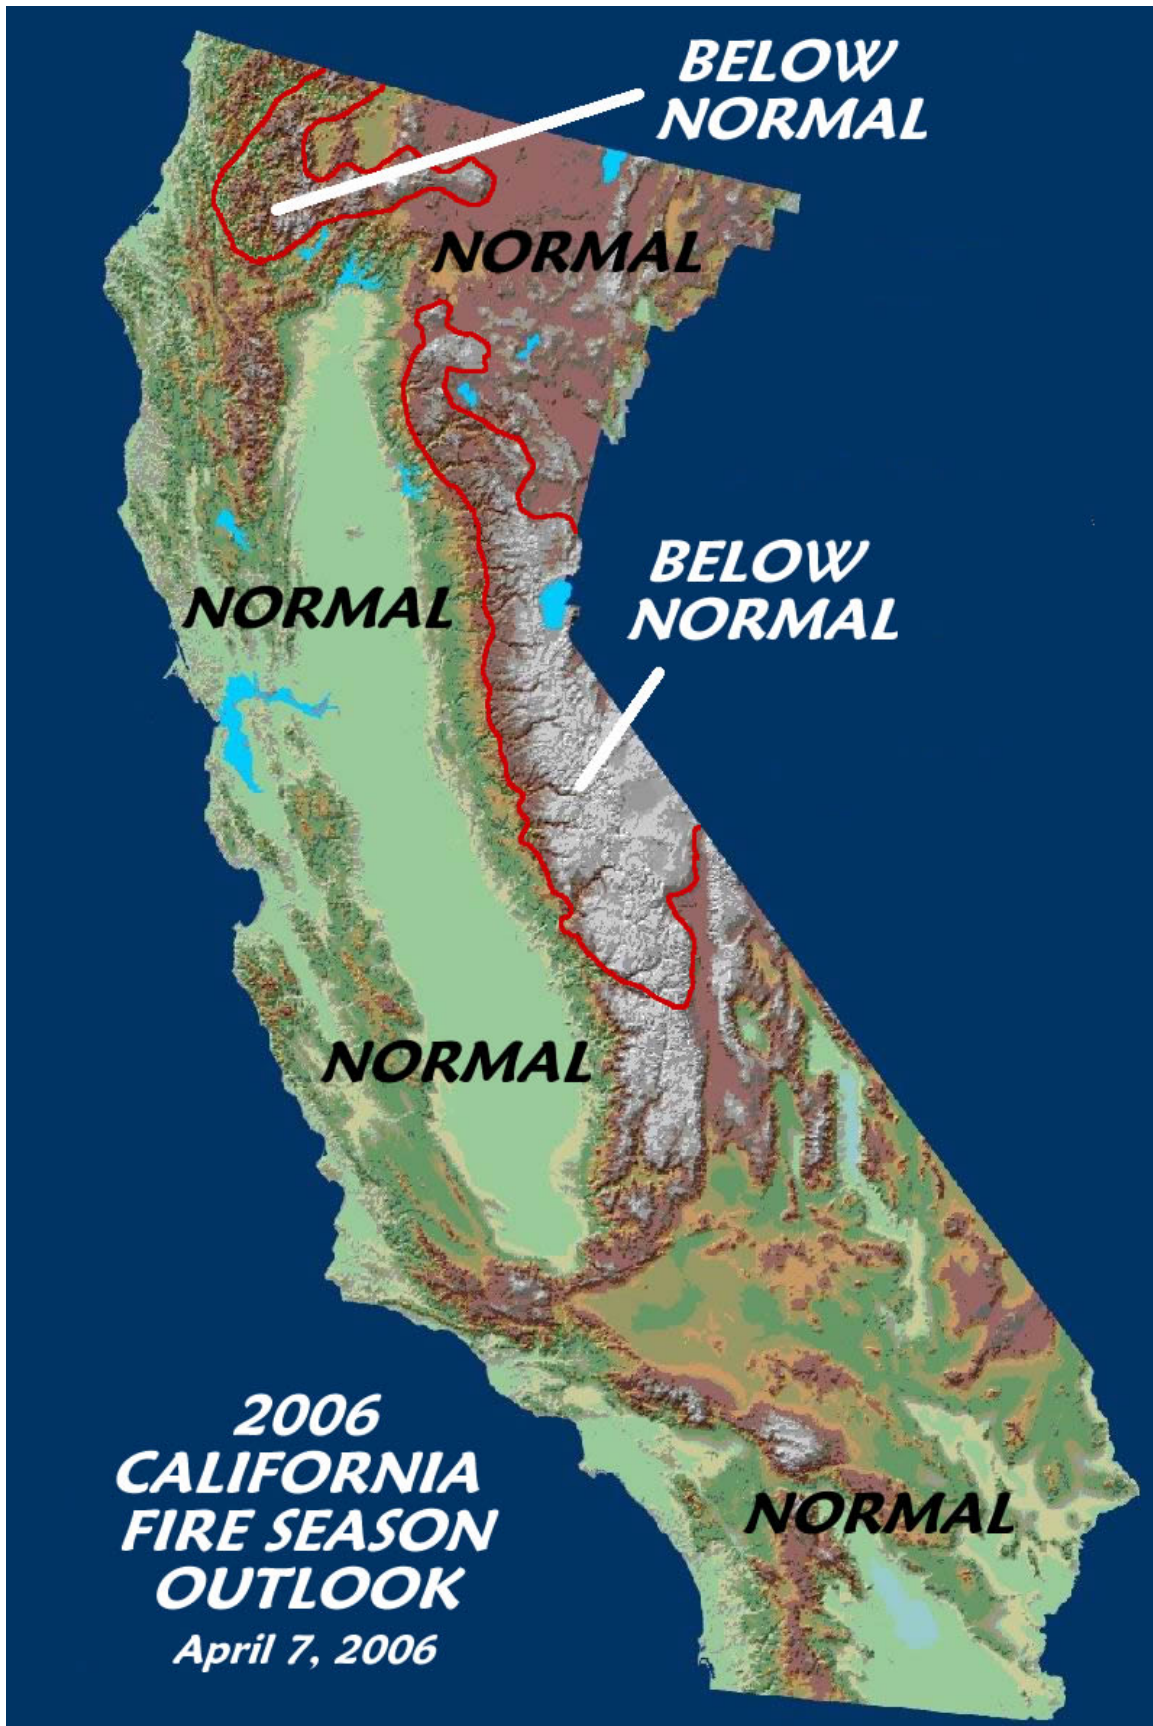 BELOW
NORMAL
NORMAL
BELOW
NORMAL
NORMAL
NORMAL
2006
CALIFORNIA
FIRE SEASON
OUTLOOK
April 7, 2006
NORMAL